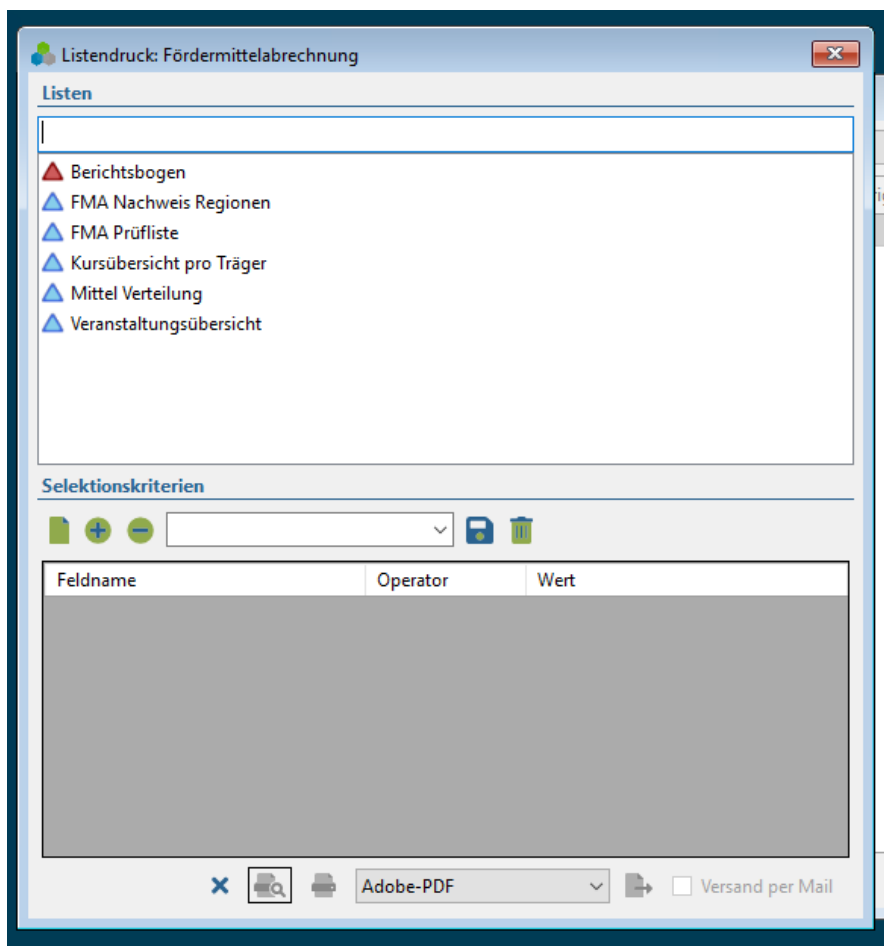 Listendruck: Fördermittelabrechnung
Listen
Berichtsbogen
FMA Nachweis Regionen
FMA Prüfliste
Kursübersicht pro Träger
Mittel Verteilung
Veranstaltungsübersicht
Selektionskriterien
Feldname Operator Wert
Adobe-PDF Versand per Mail